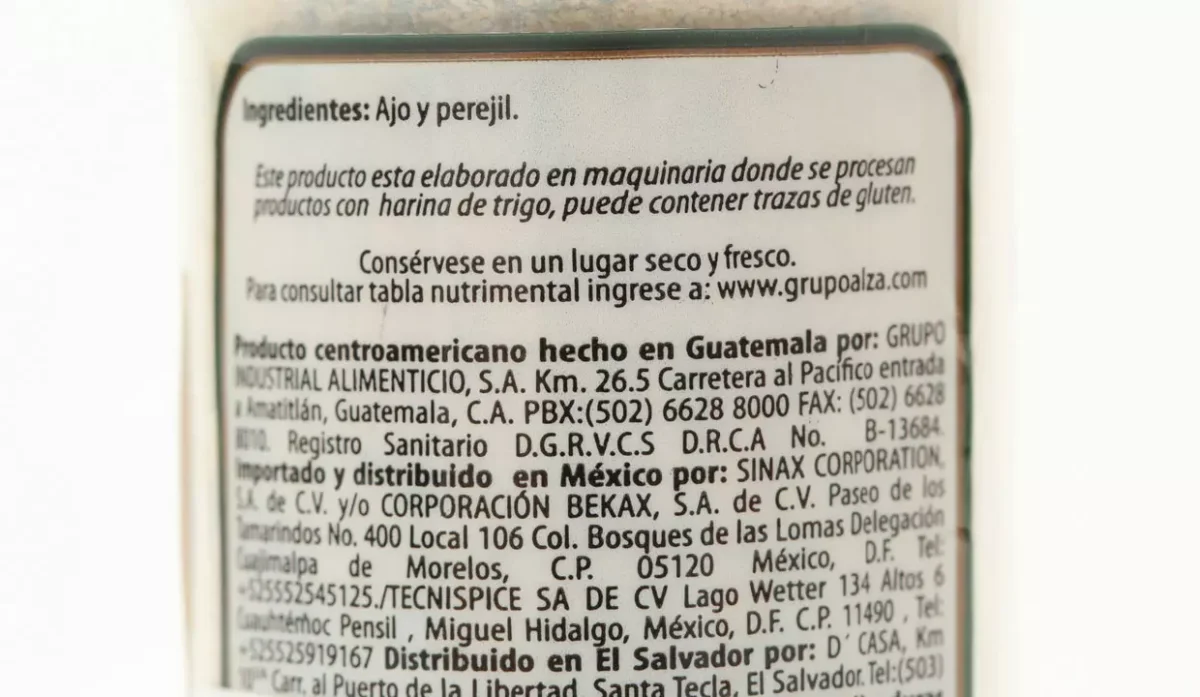 Ingredientes: Ajo y perejil.
Este producto esta elaborado en maquinaria donde se procesan
productos con harina de trigo, puede contener trazas de gluten.
Consérvese en un lugar seco y fresco.
Para consultar tabla nutrimental ingrese a: www.grupoalza.com
Producto centroamericano hecho en Guatemala por: GRUPO
INDUSTRIAL ALIMENTICIO, S.A. Km. 26.5 Carretera al Pacífico entrada
a Amatitlán, Guatemala, C.A. PBX:(502) 6628 8000 FAX: (502) 6628
8010. Registro Sanitario D.G.R.V.C.S D.R.C.A No. B-13684.
Importado y distribuido en México por: SINAX CORPORATION,
S.A. de C.V. y/o CORPORACIÓN BEKAX, S.A. de C.V. Paseo de los
Tamarindos No. 400 Local 106 Col. Bosques de las Lomas Delegación
Cuajimalpa de Morelos, C.P. 05120 México, D.F. Tel:
+525552545125./TECNISPICE SA DE CV Lago Wetter 134 Altos 6
Cuauhtémoc Pensil , Miguel Hidalgo, México, D.F. C.P. 11490 , Tel:
+525525919167 Distribuido en El Salvador por: D´ CASA, Km
Carr. al Puerto de la Libertad, Santa Tecla, El Salvador. Tel:(503)